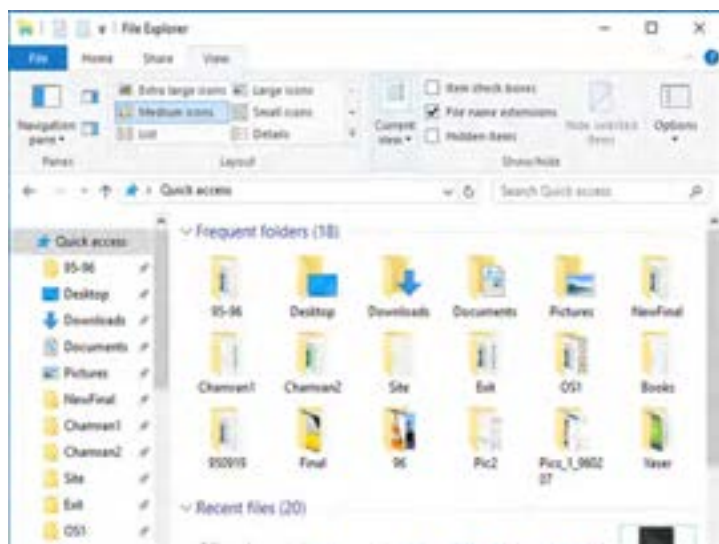 File Explorer
File Home Share View
Extra large icons Large icons
Medium icons Small icons
List Details
Navigation pane
Current view
Item check boxes
File name extensions
Hidden items
Hide selected items
Options
Panes Layout Show/hide
Quick access
Search Quick access
Quick access
95-96
Desktop
Downloads
Documents
Pictures
NewFinal
Chamran1
Chamran2
Site
Exit
OS1
Frequent folders (18)
95-96 Desktop Downloads Documents Pictures NewFinal
Chamran1 Chamran2 Site Exit OS1 Books
950919 Final 96 Pic2 Pics_1_960207 Yaser
Recent files (20)